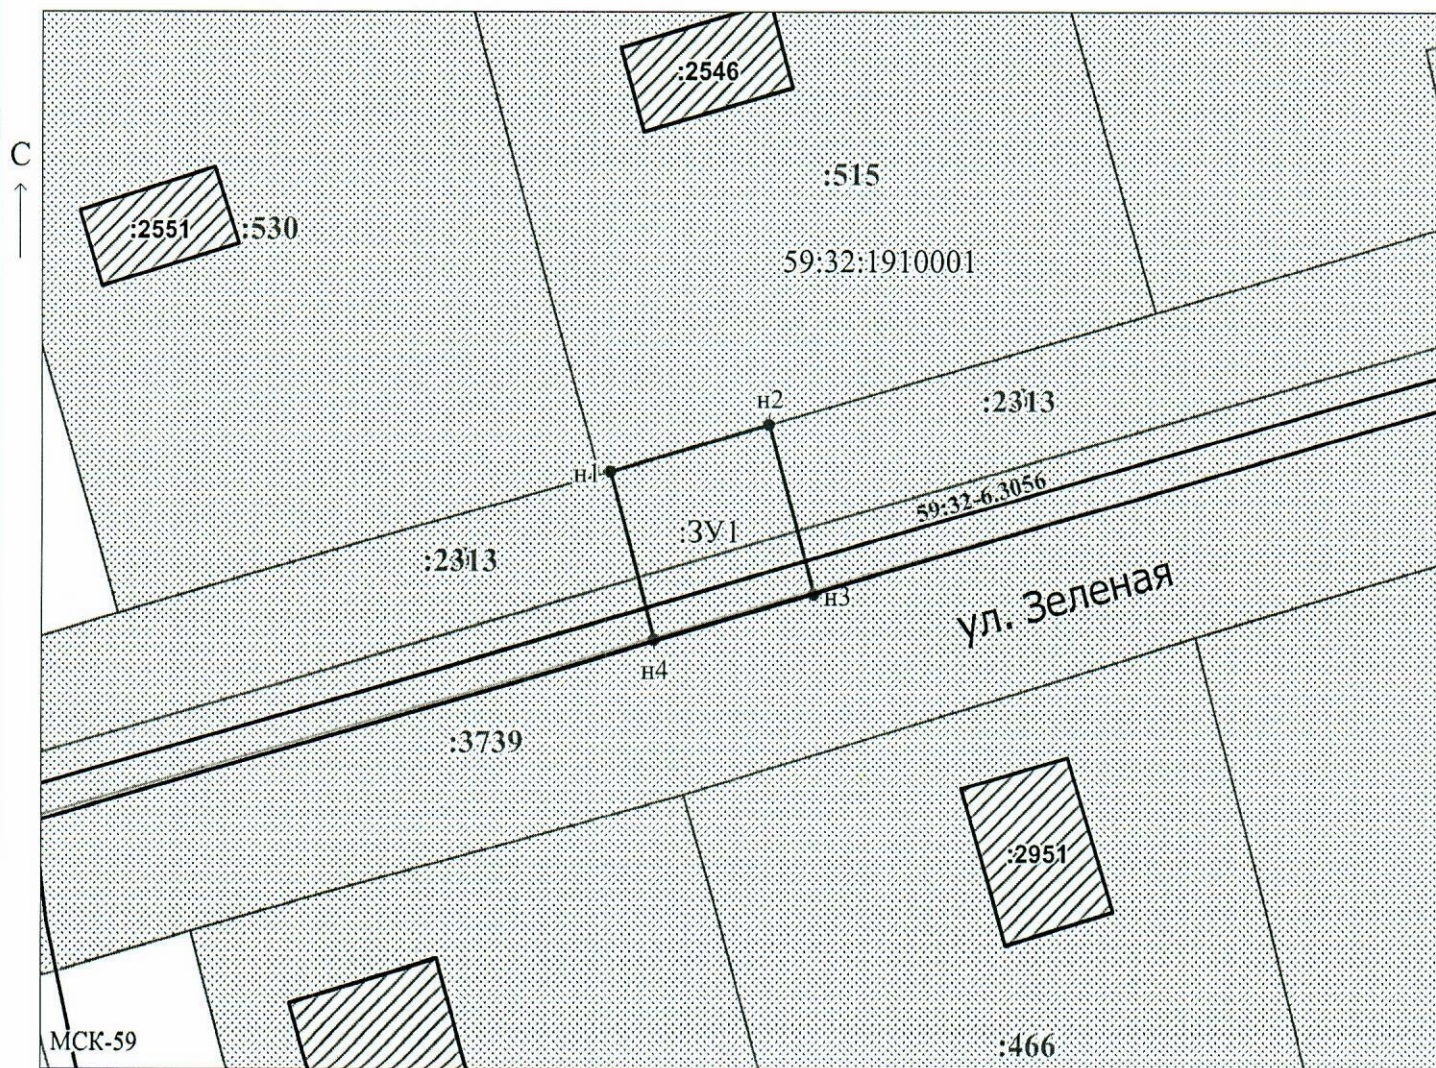 :2546
С
:515
:2551
:530
59:32:1910001
н2
:2313
н1
59:32-6.3056
:ЗУ1
:2313
н3
ул. Зеленая
н4
:3739
:2951
МСК-59
:466